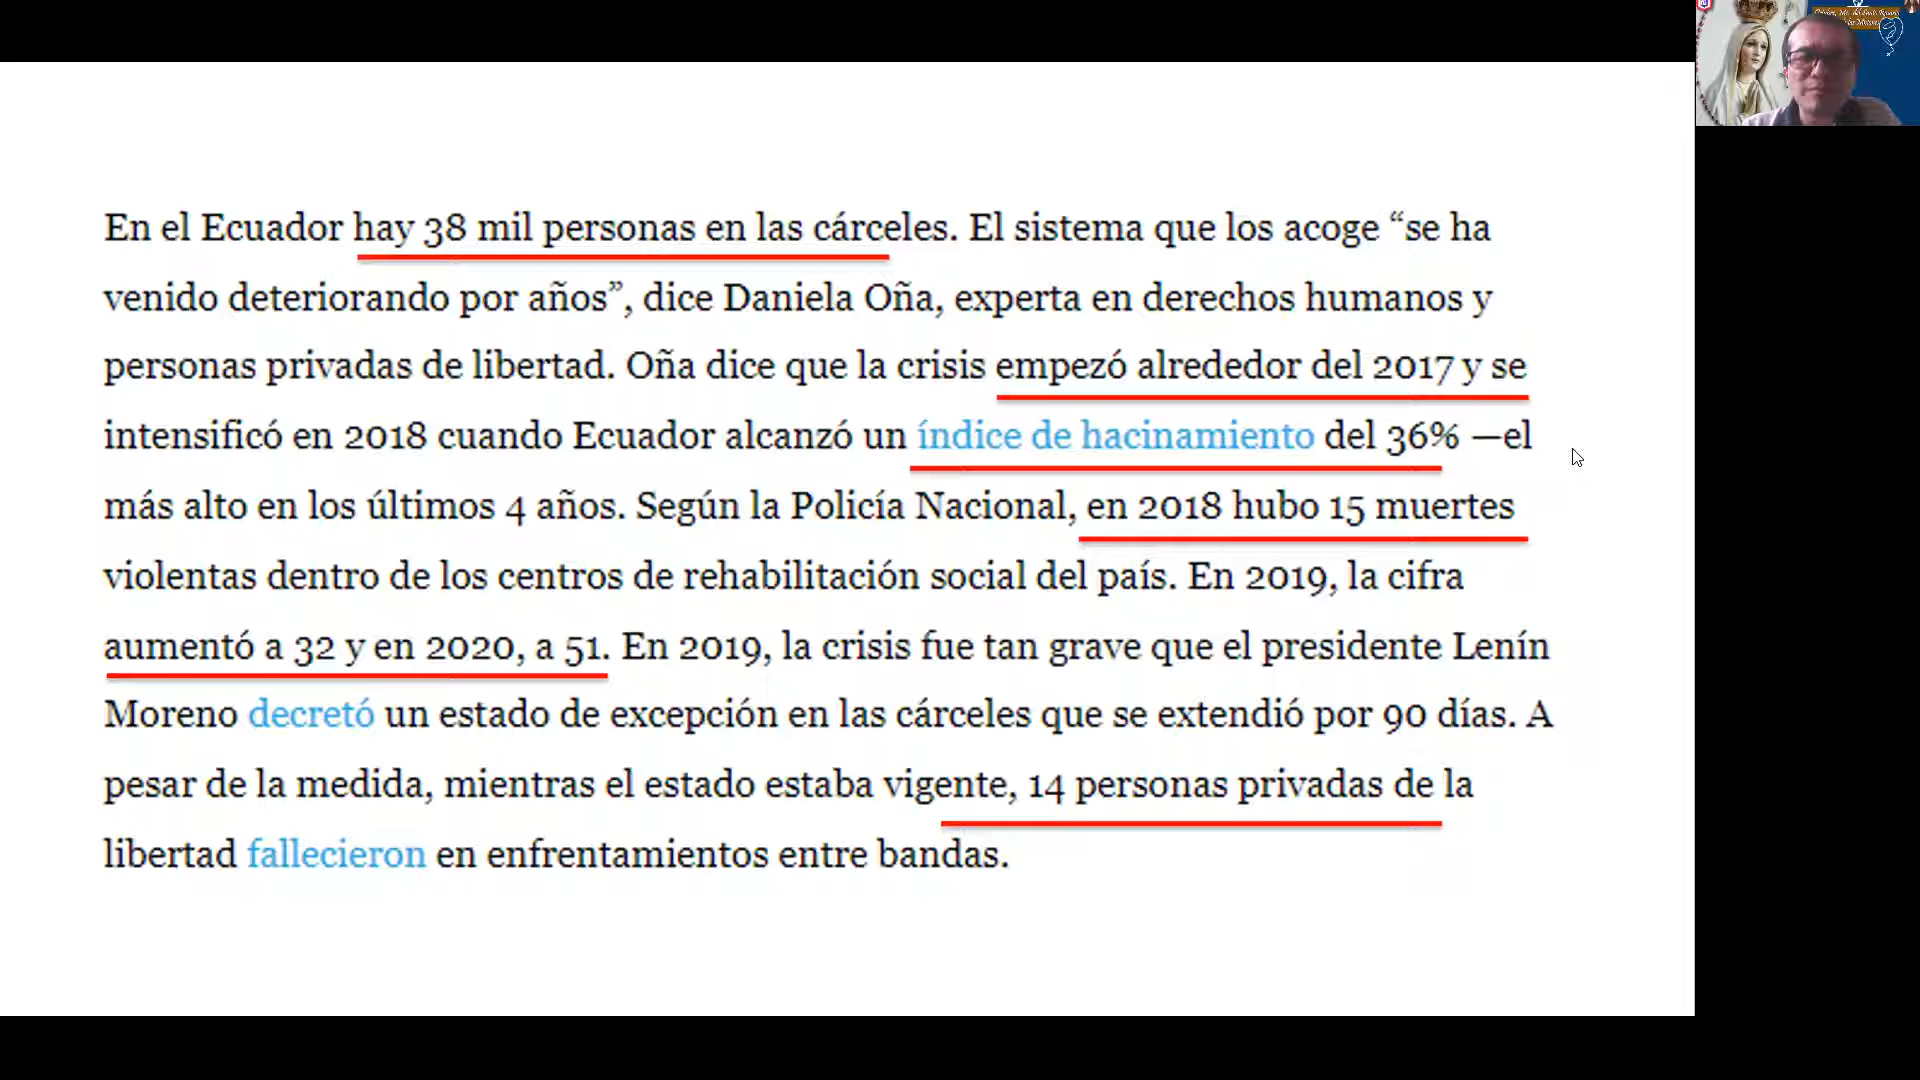 En el Ecuador hay 38 mil personas en las cárceles. El sistema que los acoge “se ha
venido deteriorando por años”, dice Daniela Oña, experta en derechos humanos y
personas privadas de libertad. Oña dice que la crisis empezó alrededor del 2017 y se
intensificó en 2018 cuando Ecuador alcanzó un índice de hacinamiento del 36% —el
más alto en los últimos 4 años. Según la Policía Nacional, en 2018 hubo 15 muertes
violentas dentro de los centros de rehabilitación social del país. En 2019, la cifra
aumentó a 32 y en 2020, a 51. En 2019, la crisis fue tan grave que el presidente Lenín
Moreno decretó un estado de excepción en las cárceles que se extendió por 90 días. A
pesar de la medida, mientras el estado estaba vigente, 14 personas privadas de la
libertad fallecieron en enfrentamientos entre bandas.